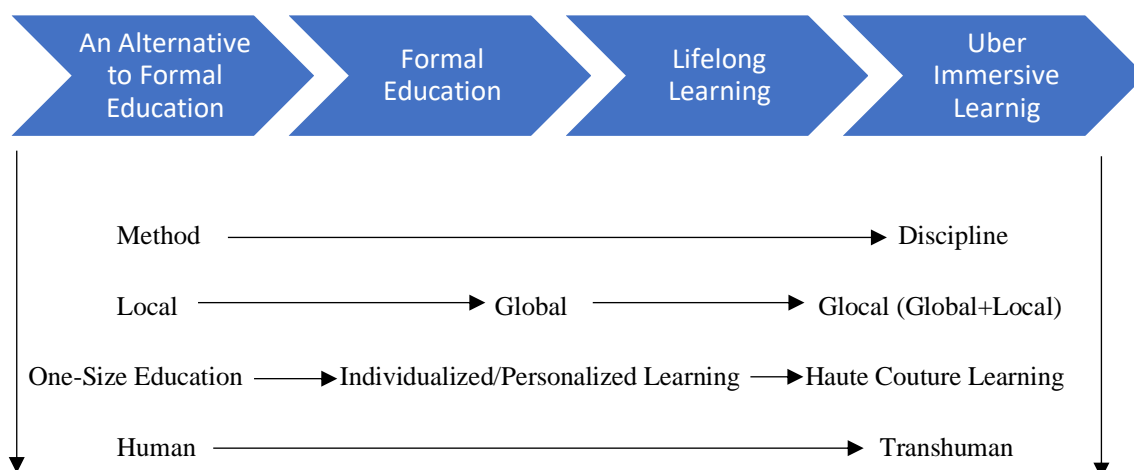 An Alternative
to Formal
Education
Formal
Education
Lifelong
Learning
Uber
Immersive
Learnig
Method Discipline
Local Global Glocal (Global+Local)
One-Size Education Individualized/Personalized Learning Haute Couture Learning
Human Transhuman